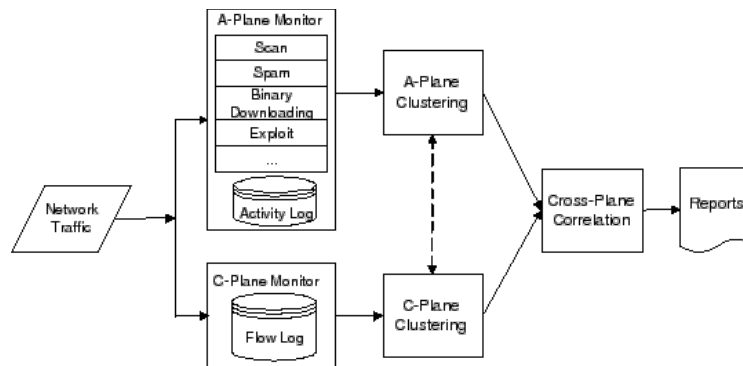 A-Plane Monitor
Scan
Spam
Binary
Downloading
Exploit
...
Activity Log
A-Plane
Clustering
Network
Traffic
Cross-Plane
Correlation
Reports
C-Plane Monitor
Flow Log
C-Plane
Clustering